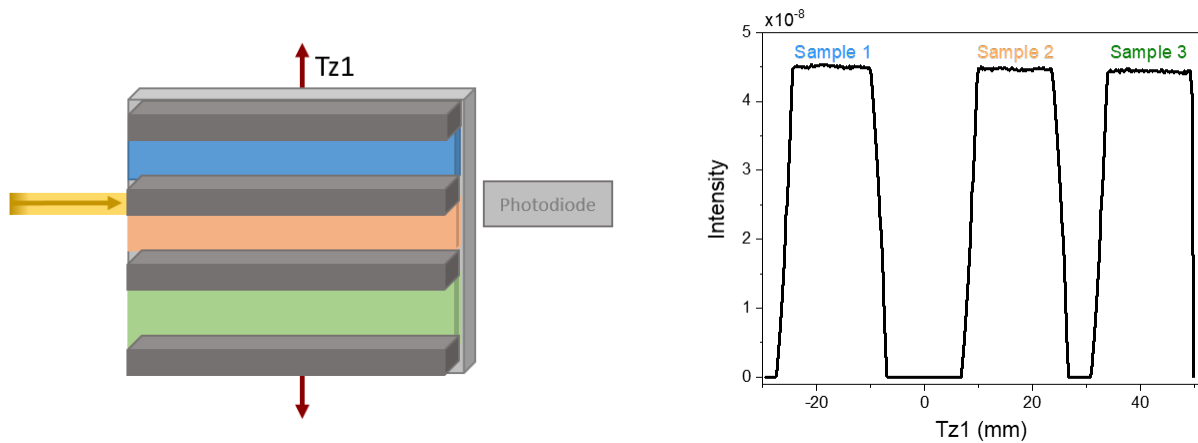 Tz1
Photodiode
x10-8
Sample 1 Sample 2 Sample 3
5
4
3
2
1
0
Intensity
-20 0 20 40
Tz1 (mm)